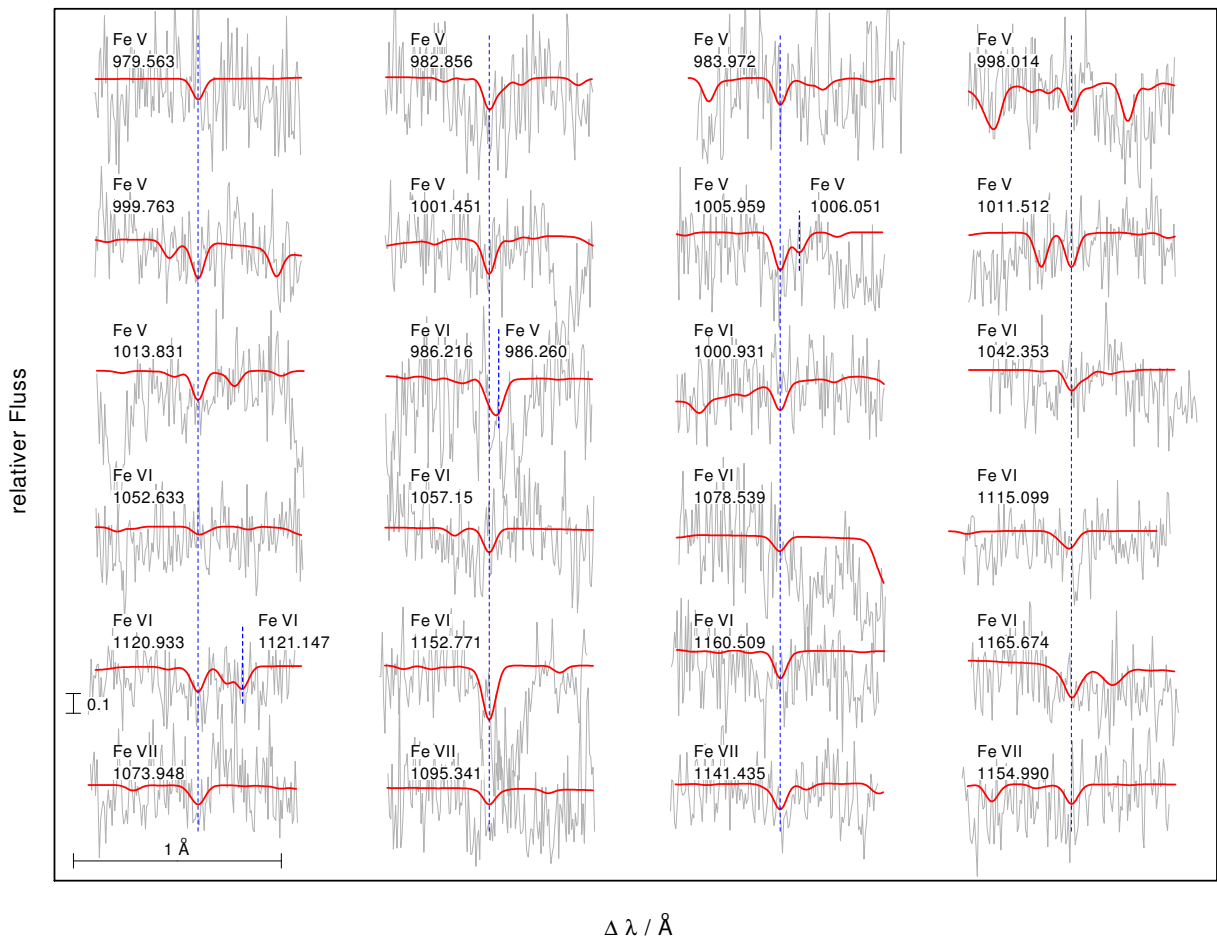 relativer Fluss
Fe V
979.563
Fe V
982.856
Fe V
983.972
Fe V
998.014
Fe V
999.763
Fe V
1001.451
Fe V
1005.959
Fe V
1006.051
Fe V
1011.512
Fe V
1013.831
Fe VI
986.216
Fe V
986.260
Fe VI
1000.931
Fe VI
1042.353
Fe VI
1052.633
Fe VI
1057.15
Fe VI
1078.539
Fe VI
1115.099
Fe VI
1120.933
Fe VI
1121.147
Fe VI
1152.771
Fe VI
1160.509
Fe VI
1165.674
0.1
Fe VII
1073.948
Fe VII
1095.341
Fe VII
1141.435
Fe VII
1154.990
1 Å
Δ λ / Å